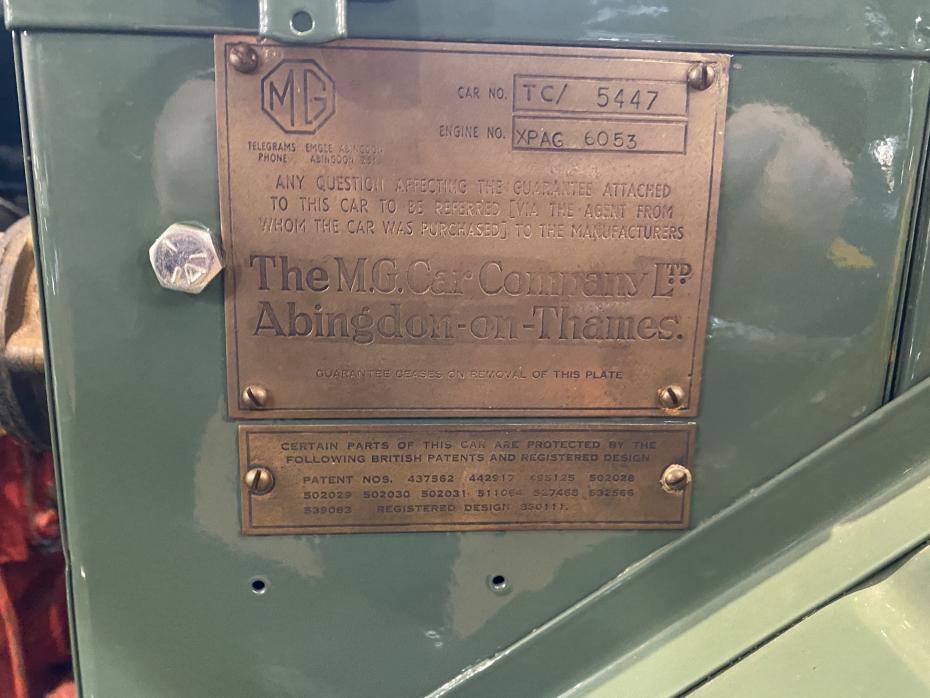 MG
CAR NO. TC/ 5447
ENGINE NO. XPAG 6053
TELEGRAMS EMGEE ABINGDON
PHONE ABINGDON 251
ANY QUESTION AFFECTING THE GUARANTEE ATTACHED
TO THIS CAR TO BE REFERRED [VIA THE AGENT FROM
WHOM THE CAR WAS PURCHASED] TO THE MANUFACTURERS
The M.G. Car Company LTD
Abingdon-on-Thames.
GUARANTEE CEASES ON REMOVAL OF THIS PLATE
CERTAIN PARTS OF THIS CAR ARE PROTECTED BY THE
FOLLOWING BRITISH PATENTS AND REGISTERED DESIGN
PATENT NOS. 437562 442917 495125 502028
502029 502030 502031 511064 527468 532566
539063 REGISTERED DESIGN